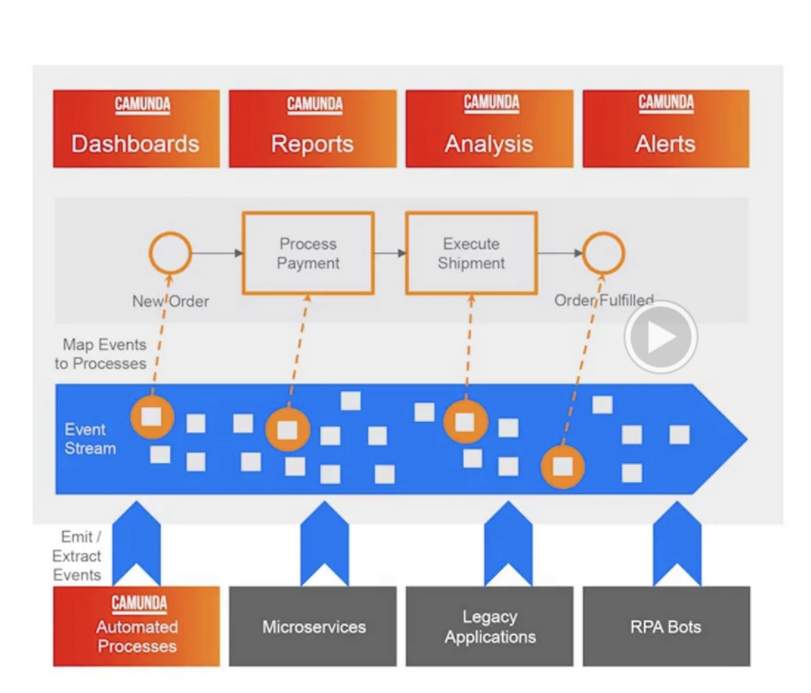 CAMUNDA
Dashboards
CAMUNDA
Reports
CAMUNDA
Analysis
CAMUNDA
Alerts
Process
Payment
Execute
Shipment
New Order
Order Fulfilled
Map Events
to Processes
Event
Stream
Emit /
Extract
Events
CAMUNDA
Automated
Processes
Microservices
Legacy
Applications
RPA Bots